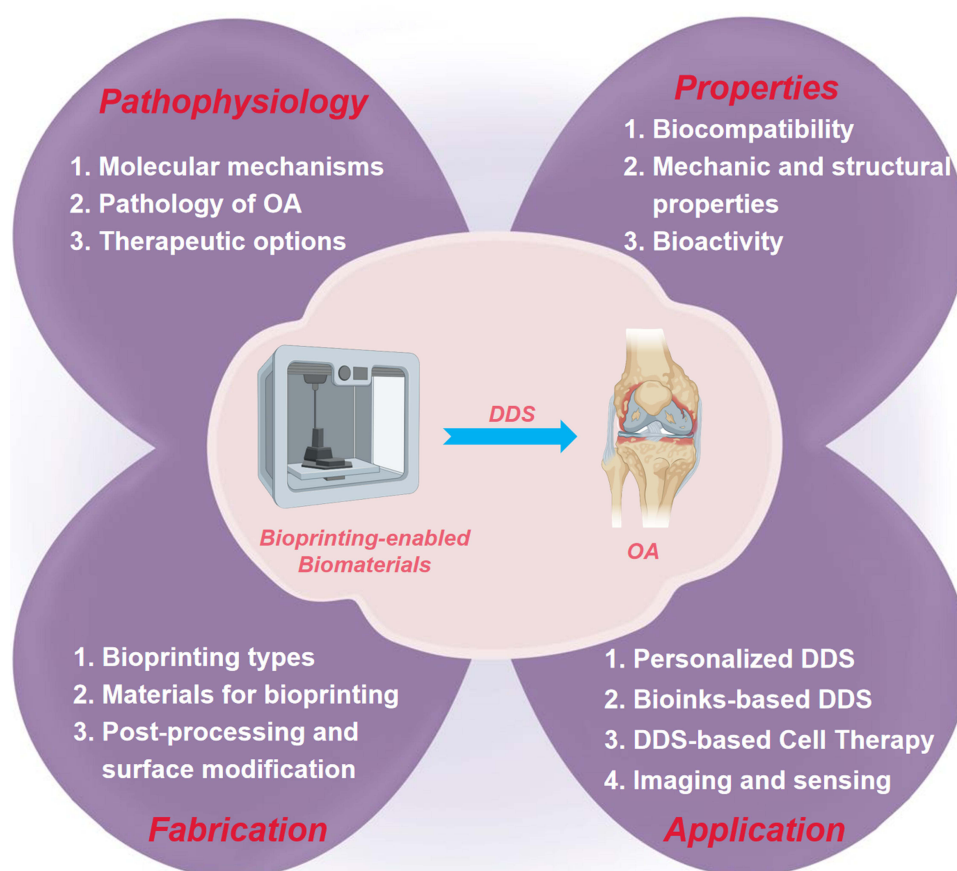 Pathophysiology
1. Molecular mechanisms
2. Pathology of OA
3. Therapeutic options
Properties
1. Biocompatibility
2. Mechanic and structural
properties
3. Bioactivity
DDS
Bioprinting-enabled
Biomaterials
OA
1. Bioprinting types
2. Materials for bioprinting
3. Post-processing and
surface modification
Fabrication
1. Personalized DDS
2. Bioinks-based DDS
3. DDS-based Cell Therapy
4. Imaging and sensing
Application